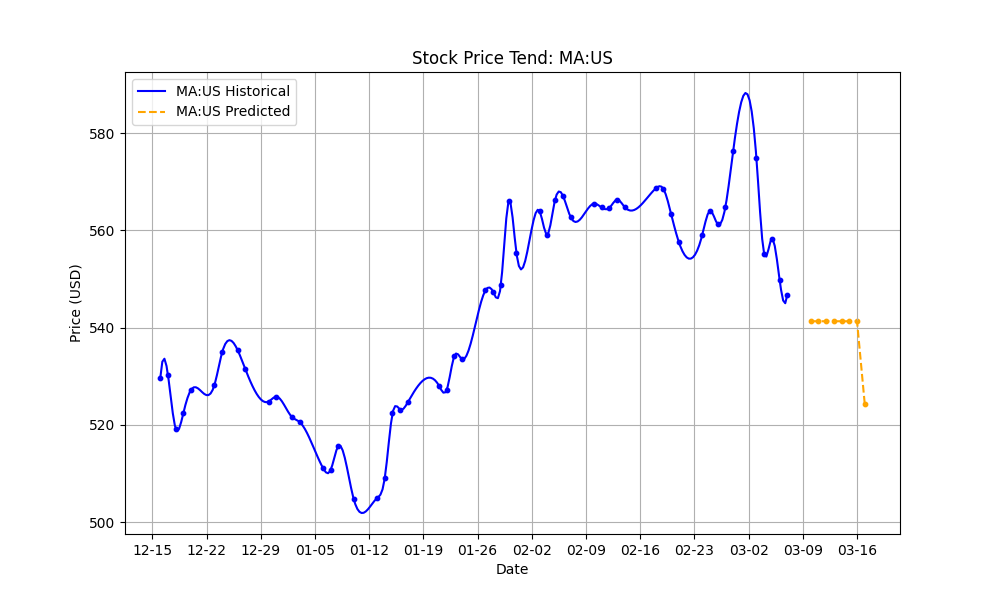 Stock Price Tend: MA:US
MA:US Historical
MA:US Predicted
Price (USD)
580
560
540
520
500
12-15 12-22 12-29 01-05 01-12 01-19 01-26 02-02 02-09 02-16 02-23 03-02 03-09 03-16
Date